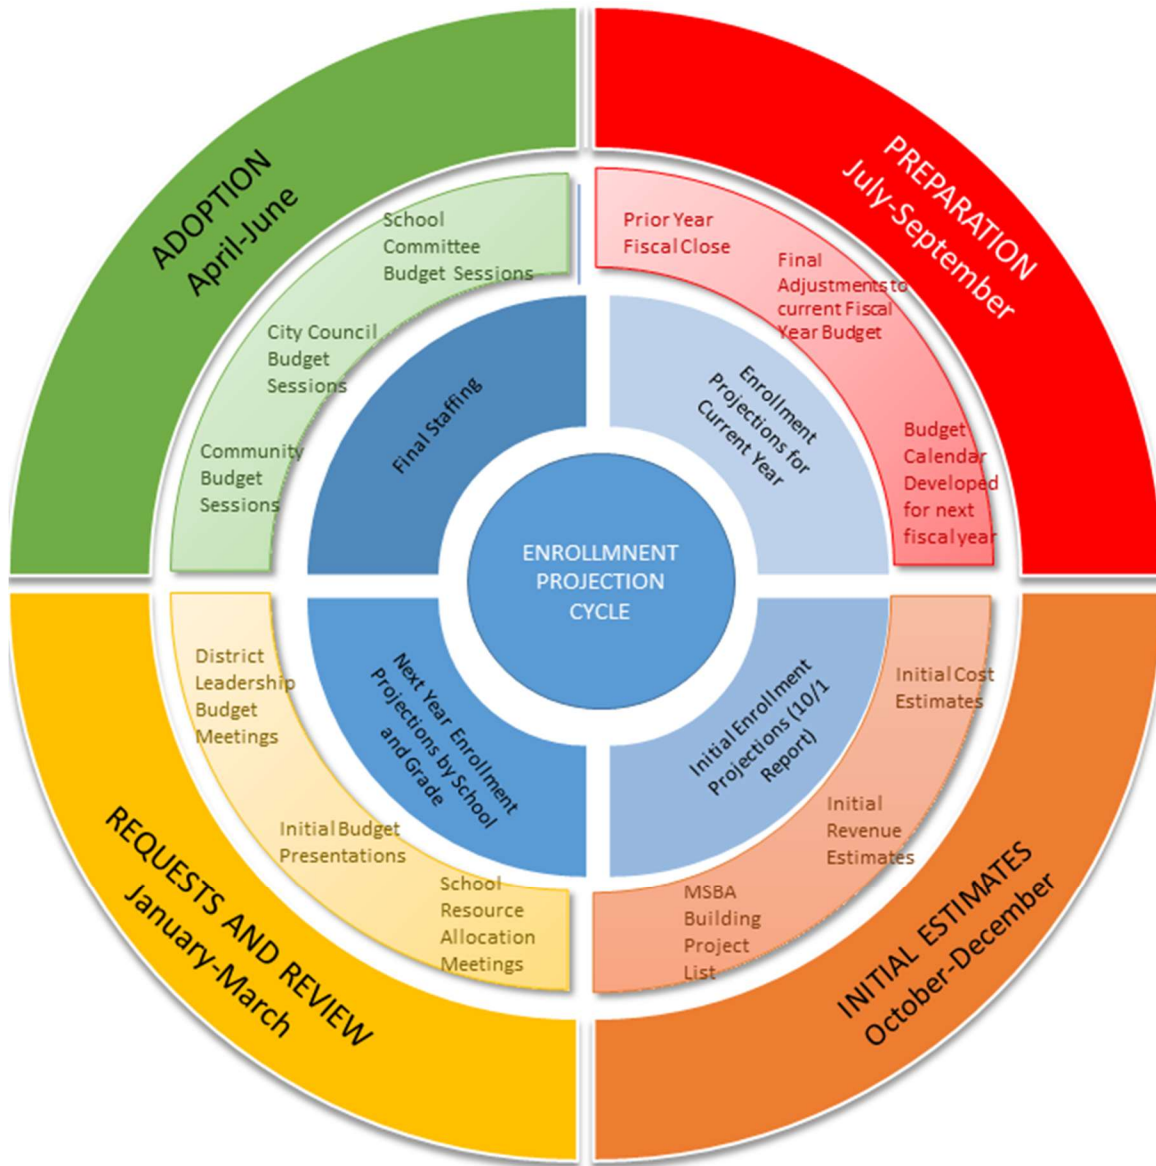 ADOPTION
April-June
PREPARATION
July-September
School
Committee
Budget Sessions
City Council
Budget
Sessions
Community
Budget
Sessions
Prior Year
Fiscal Close
Final
Adjustments to
current Fiscal
Year Budget
Budget
Calendar
Developed
for next
fiscal year
Final Staffing
Enrollment
Projections for
Current Year
ENROLLMNENT
PROJECTION
CYCLE
Next Year Enrollment
Projections by School
and Grade
Initial Enrollment
Projections (10/1
Report)
District
Leadership
Budget
Meetings
Initial Budget
Presentations
School
Resource
Allocation
Meetings
Initial Cost
Estimates
Initial
Revenue
Estimates
MSBA
Building
Project
List
REQUESTS AND REVIEW
January-March
INITIAL ESTIMATES
October-December